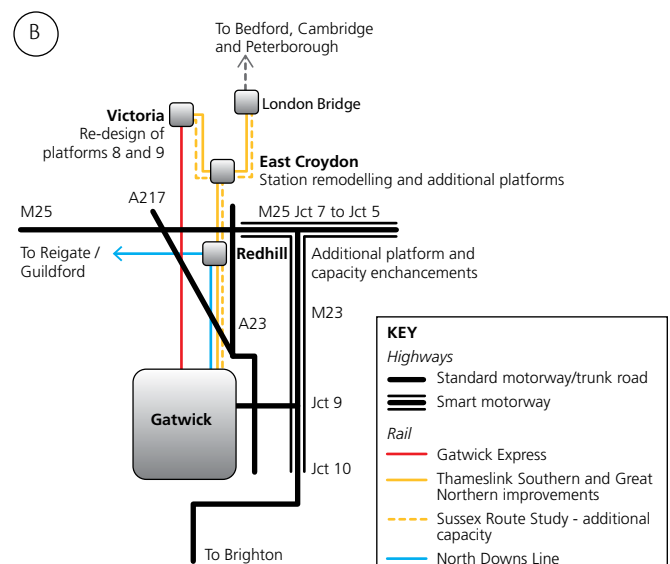 B
To Bedford, Cambridge
and Peterborough
London Bridge
Victoria
Re-design of
platforms 8 and 9
East Croydon
Station remodelling and additional platforms
A217
M25
M25 Jct 7 to Jct 5
To Reigate /
Guildford
Redhill
Additional platform and
capacity enchancements
M23
A23
Gatwick
Jct 9
Jct 10
To Brighton
KEY
Highways
Standard motorway/trunk road
Smart motorway
Rail
Gatwick Express
Thameslink Southern and Great
Northern improvements
Sussex Route Study - additional
capacity
North Downs Line